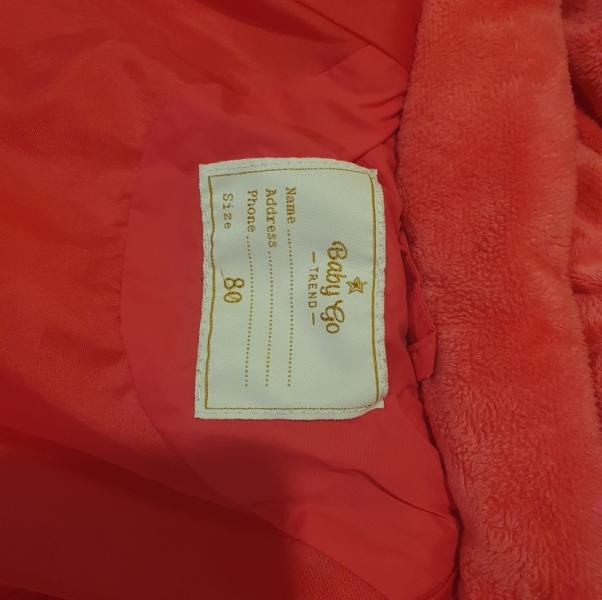 Baby Go
— TREND —
Name ........................
Address ........................
Phone ........................
Size 80